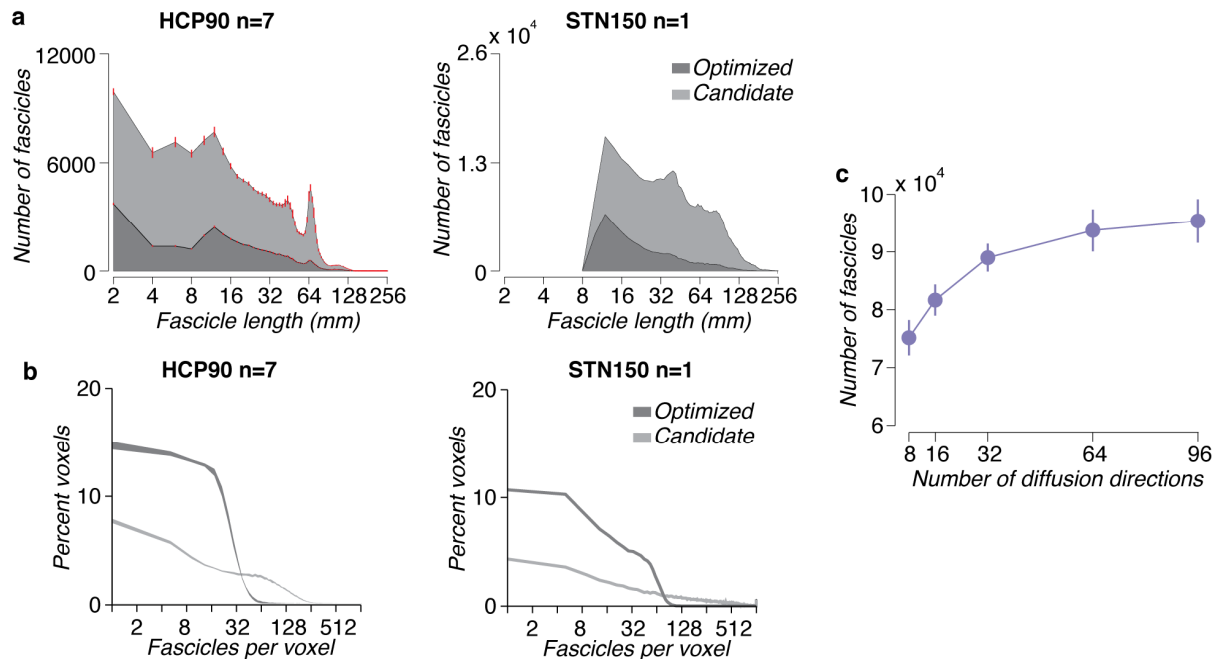 a
HCP90 n=7
12000
6000
0
Number of fascicles
2 4 8 16 32 64 128 256
Fascicle length (mm)
STN150 n=1
x 10^4
2.6
1.3
0
Number of fascicles
Optimized
Candidate
2 4 8 16 32 64 128 256
Fascicle length (mm)
b
HCP90 n=7
20
10
0
Percent voxels
2 8 32 128 512
Fascicles per voxel
STN150 n=1
20
10
0
Percent voxels
Optimized
Candidate
2 8 32 128 512
Fascicles per voxel
c
x 10^4
10
9
8
7
6
Number of fascicles
8 16 32 64 96
Number of diffusion directions